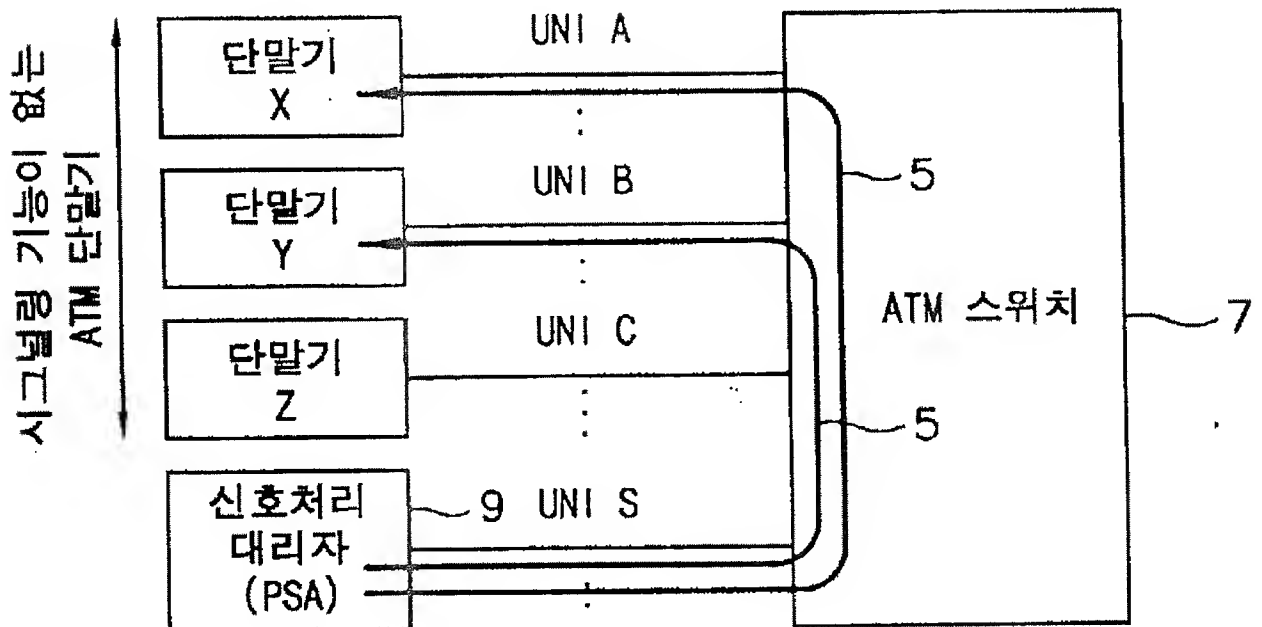 시그널링 기능이 없는
ATM 단말기
단말기
X
UNI A
5
단말기
Y
UNI B
ATM 스위치
7
단말기
Z
UNI C
5
신호처리
대리자
(PSA)
9
UNI S